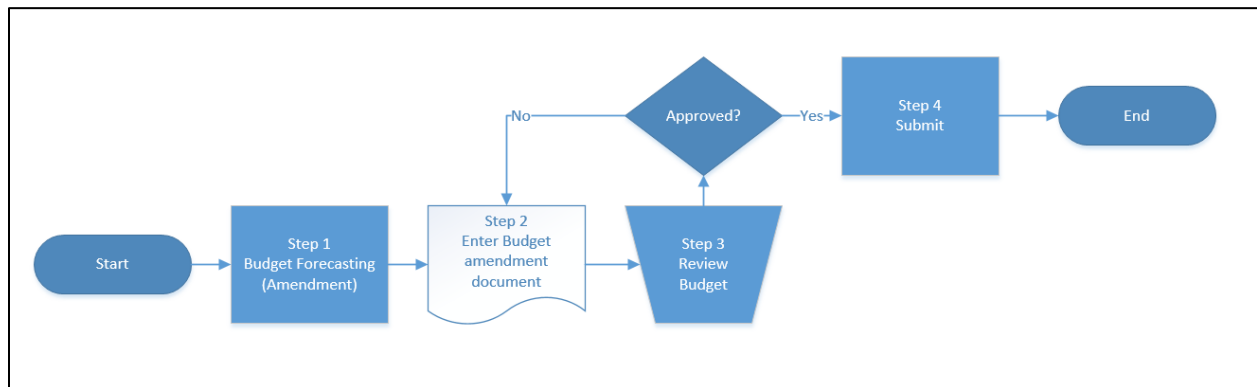 Start
Step 1
Budget Forecasting
(Amendment)
Step 2
Enter Budget
amendment
document
Step 3
Review
Budget
Approved?
No
Yes
Step 4
Submit
End